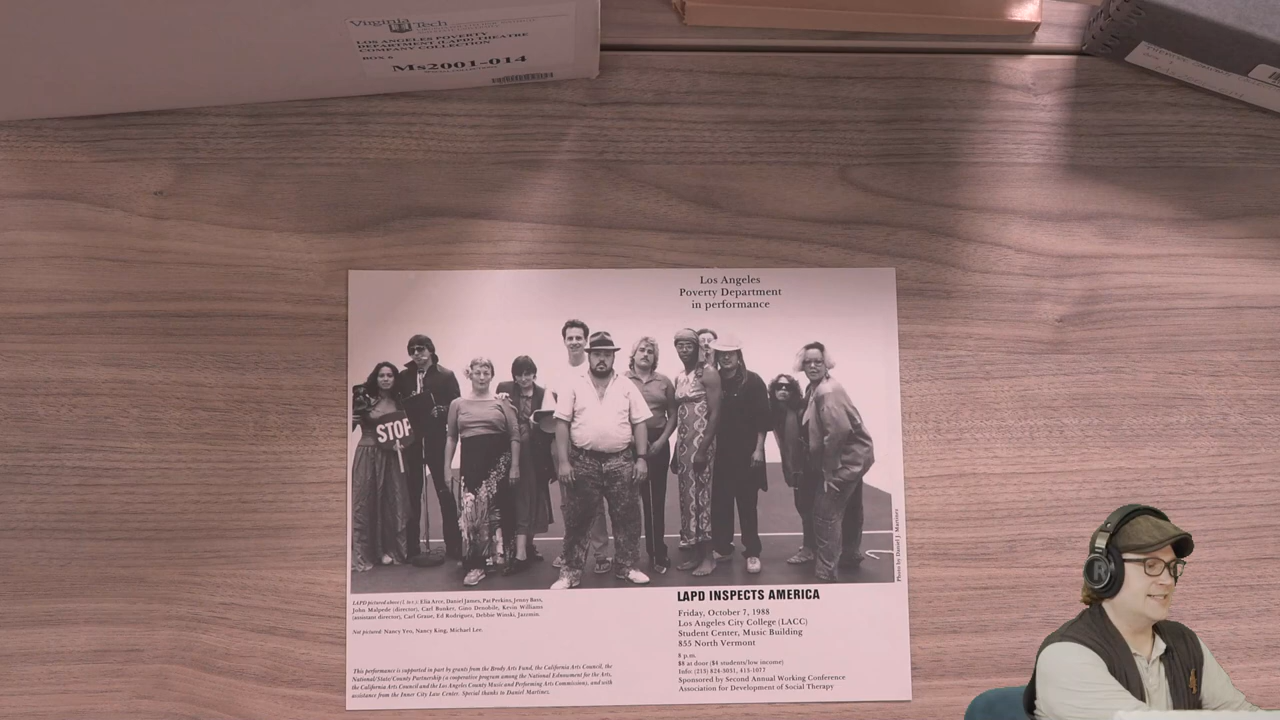 Virginia Tech
LOS ANGELES POVERTY
DEPARTMENT (LAPD) THEATRE
COMPANY COLLECTION
BOX 6
Ms2001-014
Los Angeles
Poverty Department
in performance
STOP
Photo by Daniel J. Martinez
LAPD pictured above (l. to r.): Elia Arce, Daniel James, Pat Perkins, Jenny Bass,
John Malpede (director), Carl Bunker, Gino Denobile, Kevin Williams
(assistant director), Carl Graue, Ed Rodriguez, Debbie Winski, Jazzmin.
Not pictured: Nancy Yeo, Nancy King, Michael Lee.
This performance is supported in part by grants from the Brody Arts Fund, the California Arts Council, the
National/State/County Partnership (a cooperative program among the National Endowment for the Arts,
the California Arts Council and the Los Angeles County Music and Performing Arts Commission), and with
assistance from the Inner City Law Center. Special thanks to Daniel Martinez.
LAPD INSPECTS AMERICA
Friday, October 7, 1988
Los Angeles City College (LACC)
Student Center, Music Building
855 North Vermont
8 p.m.
$8 at door ($4 students/low income)
Info: (213) 824-5051, 413-1077
Sponsored by Second Annual Working Conference
Association for Development of Social Therapy
R